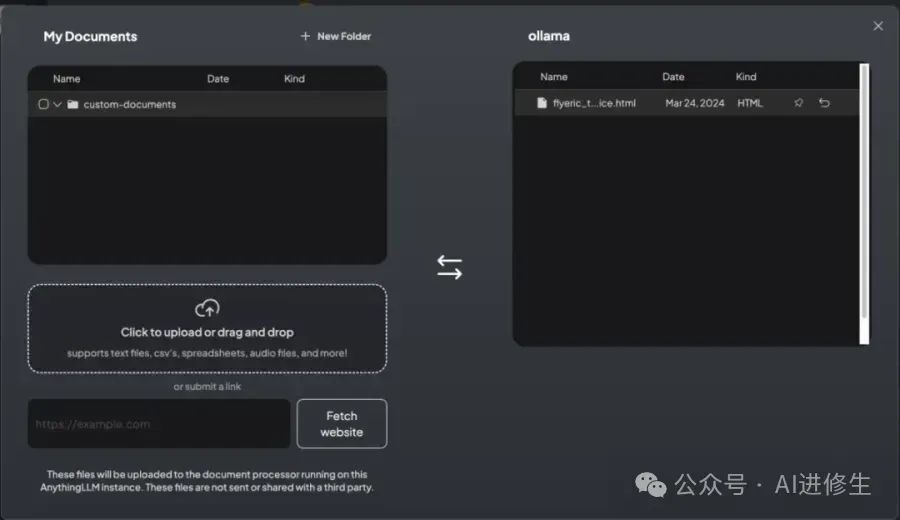 My Documents
New Folder
Name Date Kind
custom-documents
Click to upload or drag and drop
supports text files, csv's, spreadsheets, audio files, and more!
or submit a link
https://example.com
Fetch
website
These files will be uploaded to the document processor running on this
AnythingLLM instance. These files are not sent or shared with a third party.
ollama
Name Date Kind
flyeric_t...ice.html Mar 24, 2024 HTML
公众号 · AI进修生